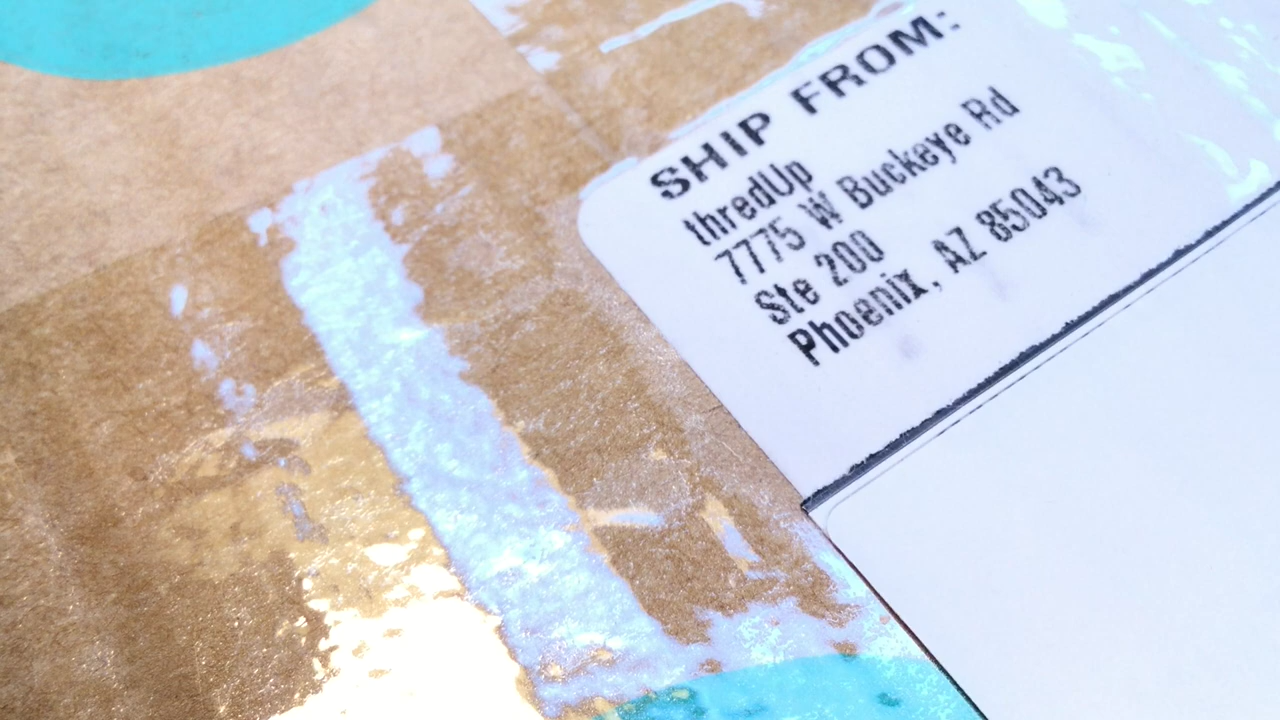 SHIP FROM:
thredUp
7775 W Buckeye Rd
Ste 200
Phoenix, AZ 85043